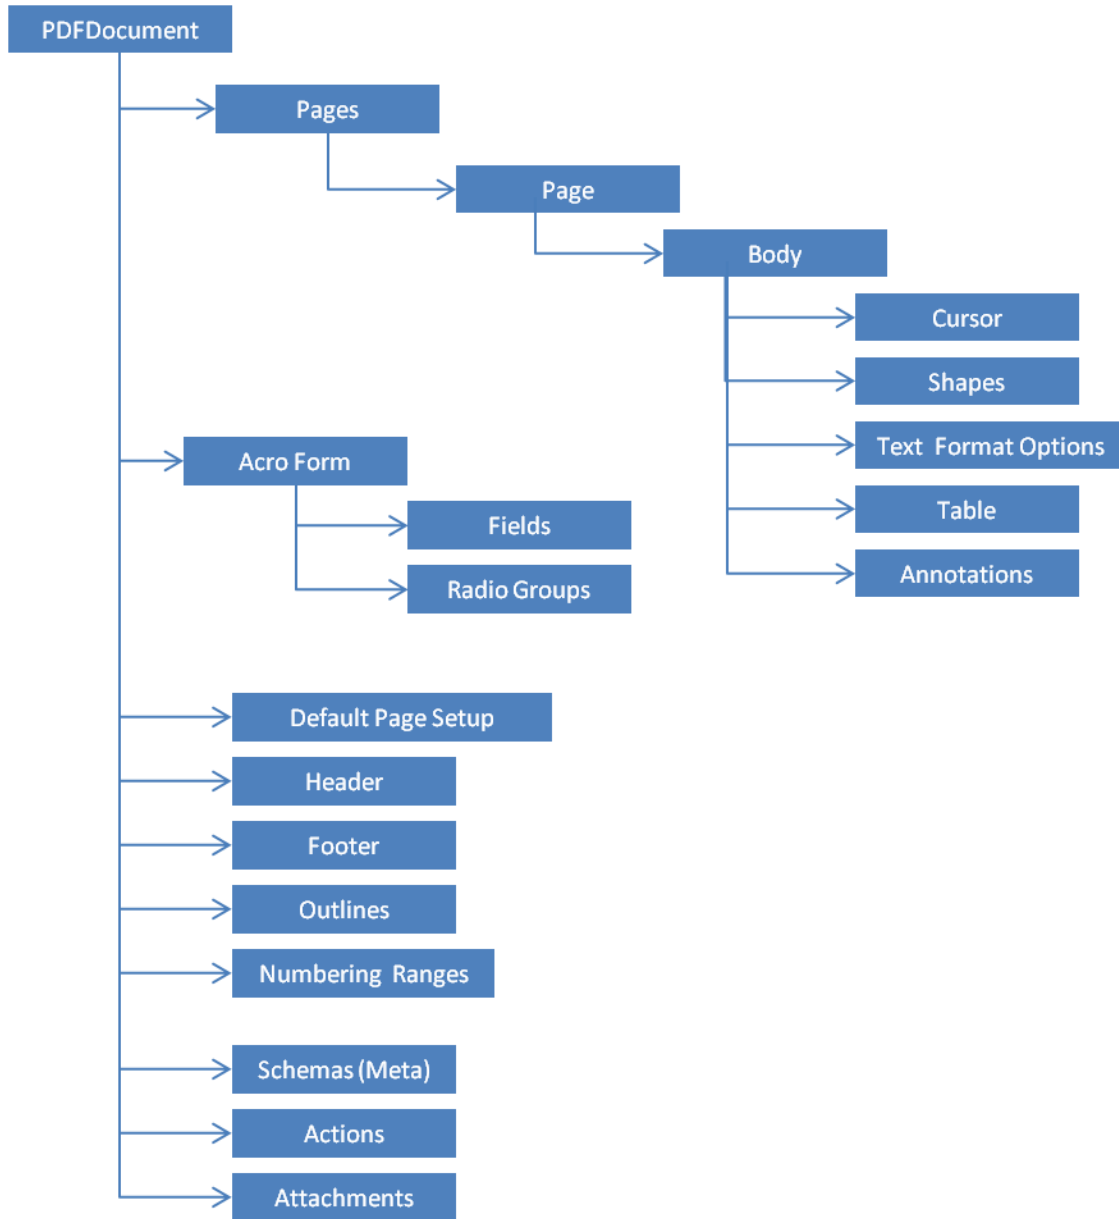 PDFDocument
Pages
Page
Body
Cursor
Shapes
Text Format Options
Table
Annotations
Acro Form
Fields
Radio Groups
Default Page Setup
Header
Footer
Outlines
Numbering Ranges
Schemas (Meta)
Actions
Attachments